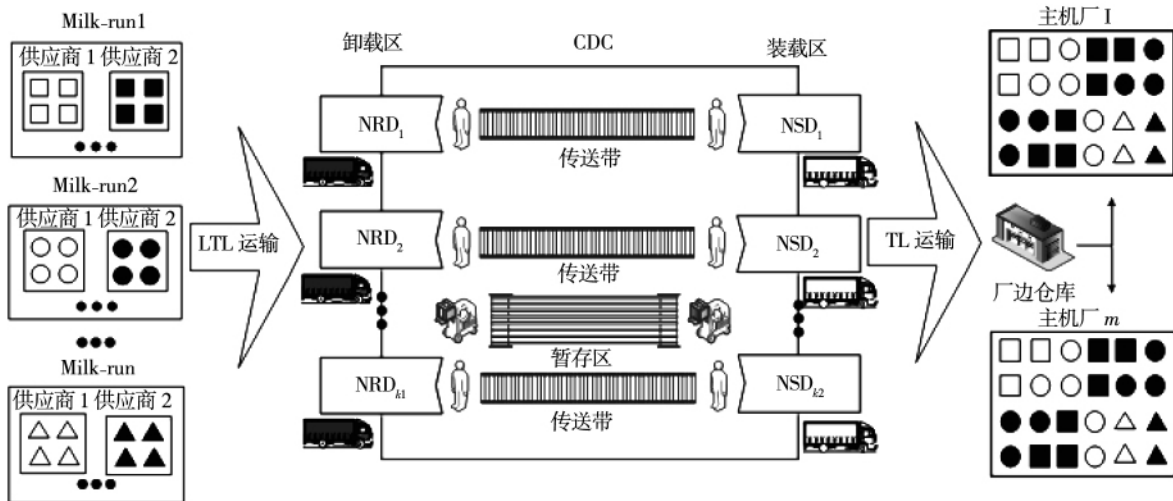 Milk-run1
供应商 1 供应商 2
Milk-run2
供应商 1 供应商 2
Milk-run
供应商 1 供应商 2
LTL 运输
卸载区
CDC
装载区
NRD₁
传送带
NSD₁
NRD₂
传送带
NSD₂
暂存区
NRDₖ₁
传送带
NSDₖ₂
TL 运输
主机厂 I
厂边仓库
主机厂 m